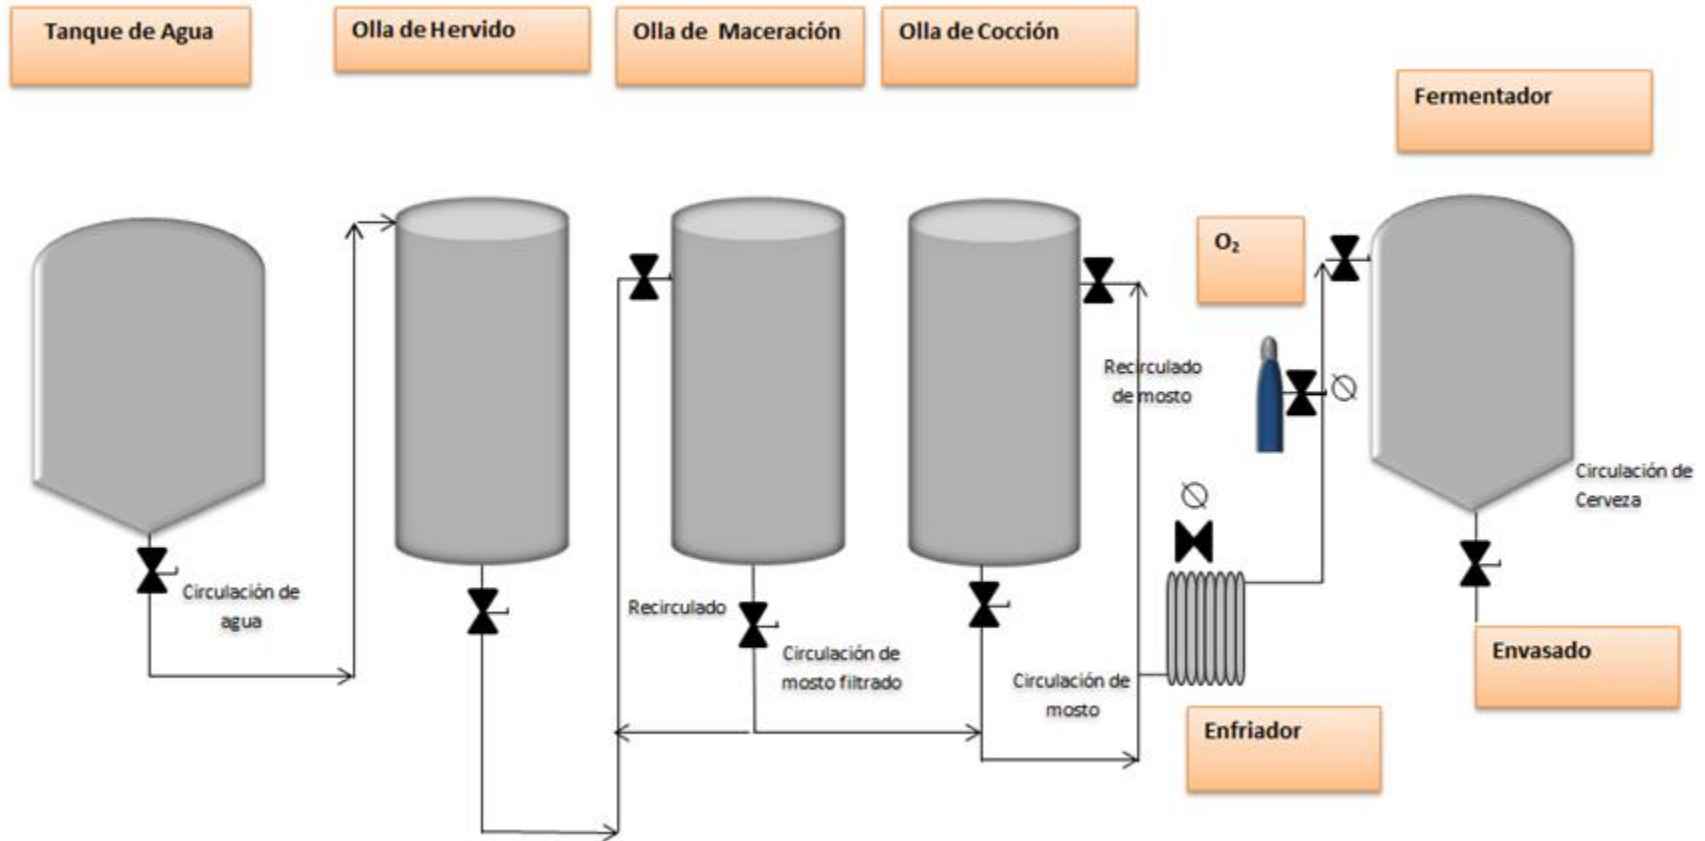 Tanque de Agua
Olla de Hervido
Olla de Maceración
Olla de Cocción
Fermentador
O₂
Recirculado
de mosto
Circulación de
Cerveza
Circulación de
agua
Recirculado
Circulación de
mosto filtrado
Circulación de
mosto
Envasado
Enfriador